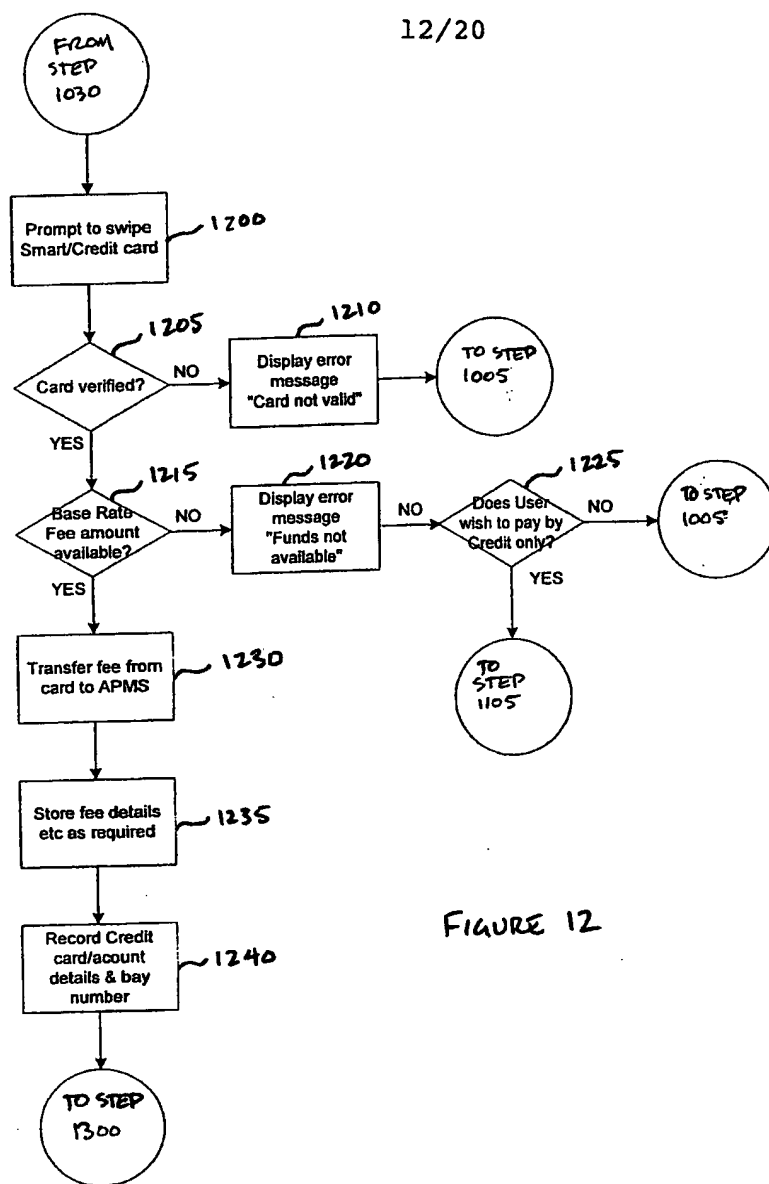 12/20
FROM
STEP
1030
Prompt to swipe
Smart/Credit card
1200
Card verified?
1205
NO
Display error
message
"Card not valid"
1210
TO STEP
1005
YES
Base Rate
Fee amount
available?
1215
NO
Display error
message
"Funds not
available"
1220
NO
Does User
wish to pay by
Credit only?
1225
NO
TO STEP
1005
YES
YES
TO
STEP
1105
Transfer fee from
card to APMS
1230
Store fee details
etc as required
1235
Record Credit
card/acount
details & bay
number
1240
FIGURE 12
TO STEP
1300